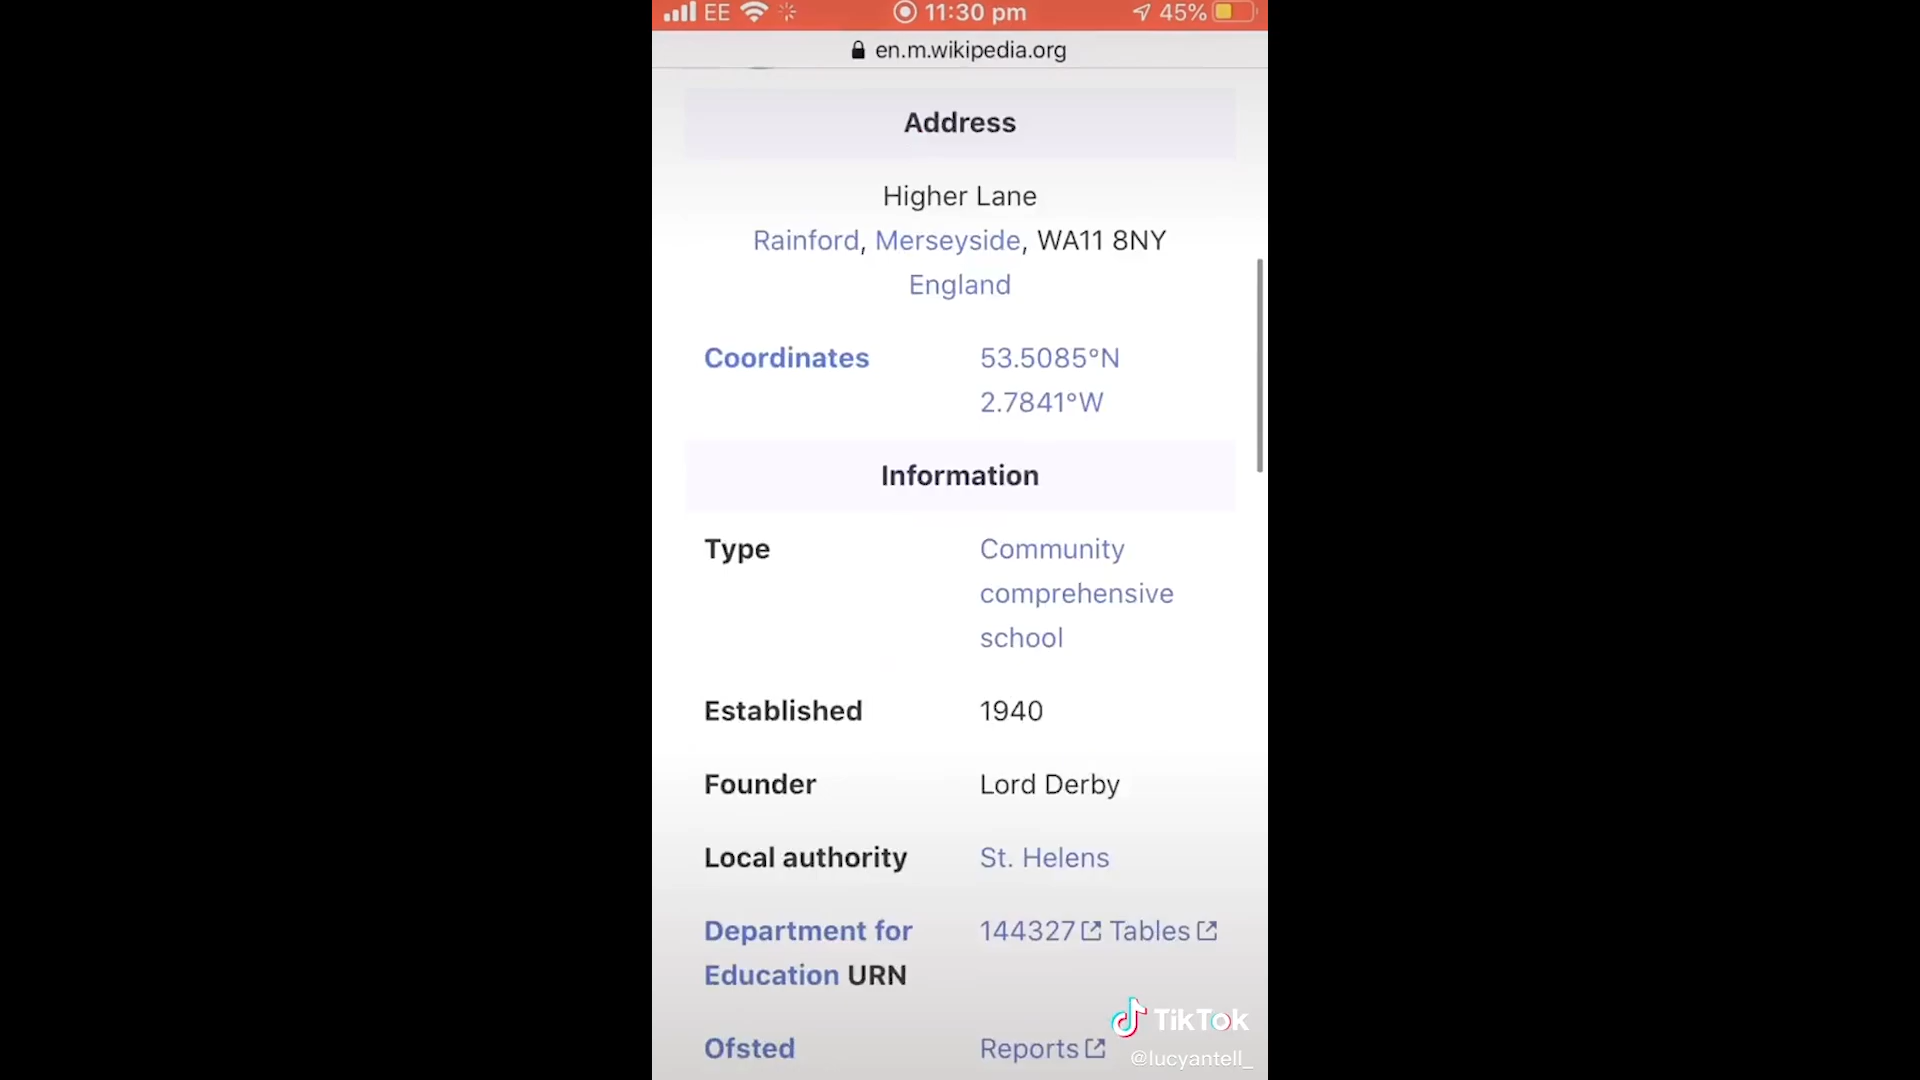 EE 11:30 pm 45%
en.m.wikipedia.org
Address
Higher Lane
Rainford, Merseyside, WA11 8NY
England
Coordinates 53.5085°N
2.7841°W
Information
Type Community
comprehensive
school
Established 1940
Founder Lord Derby
Local authority St. Helens
Department for 144327 Tables
Education URN
Ofsted Reports
TikTok
@lucyantell_